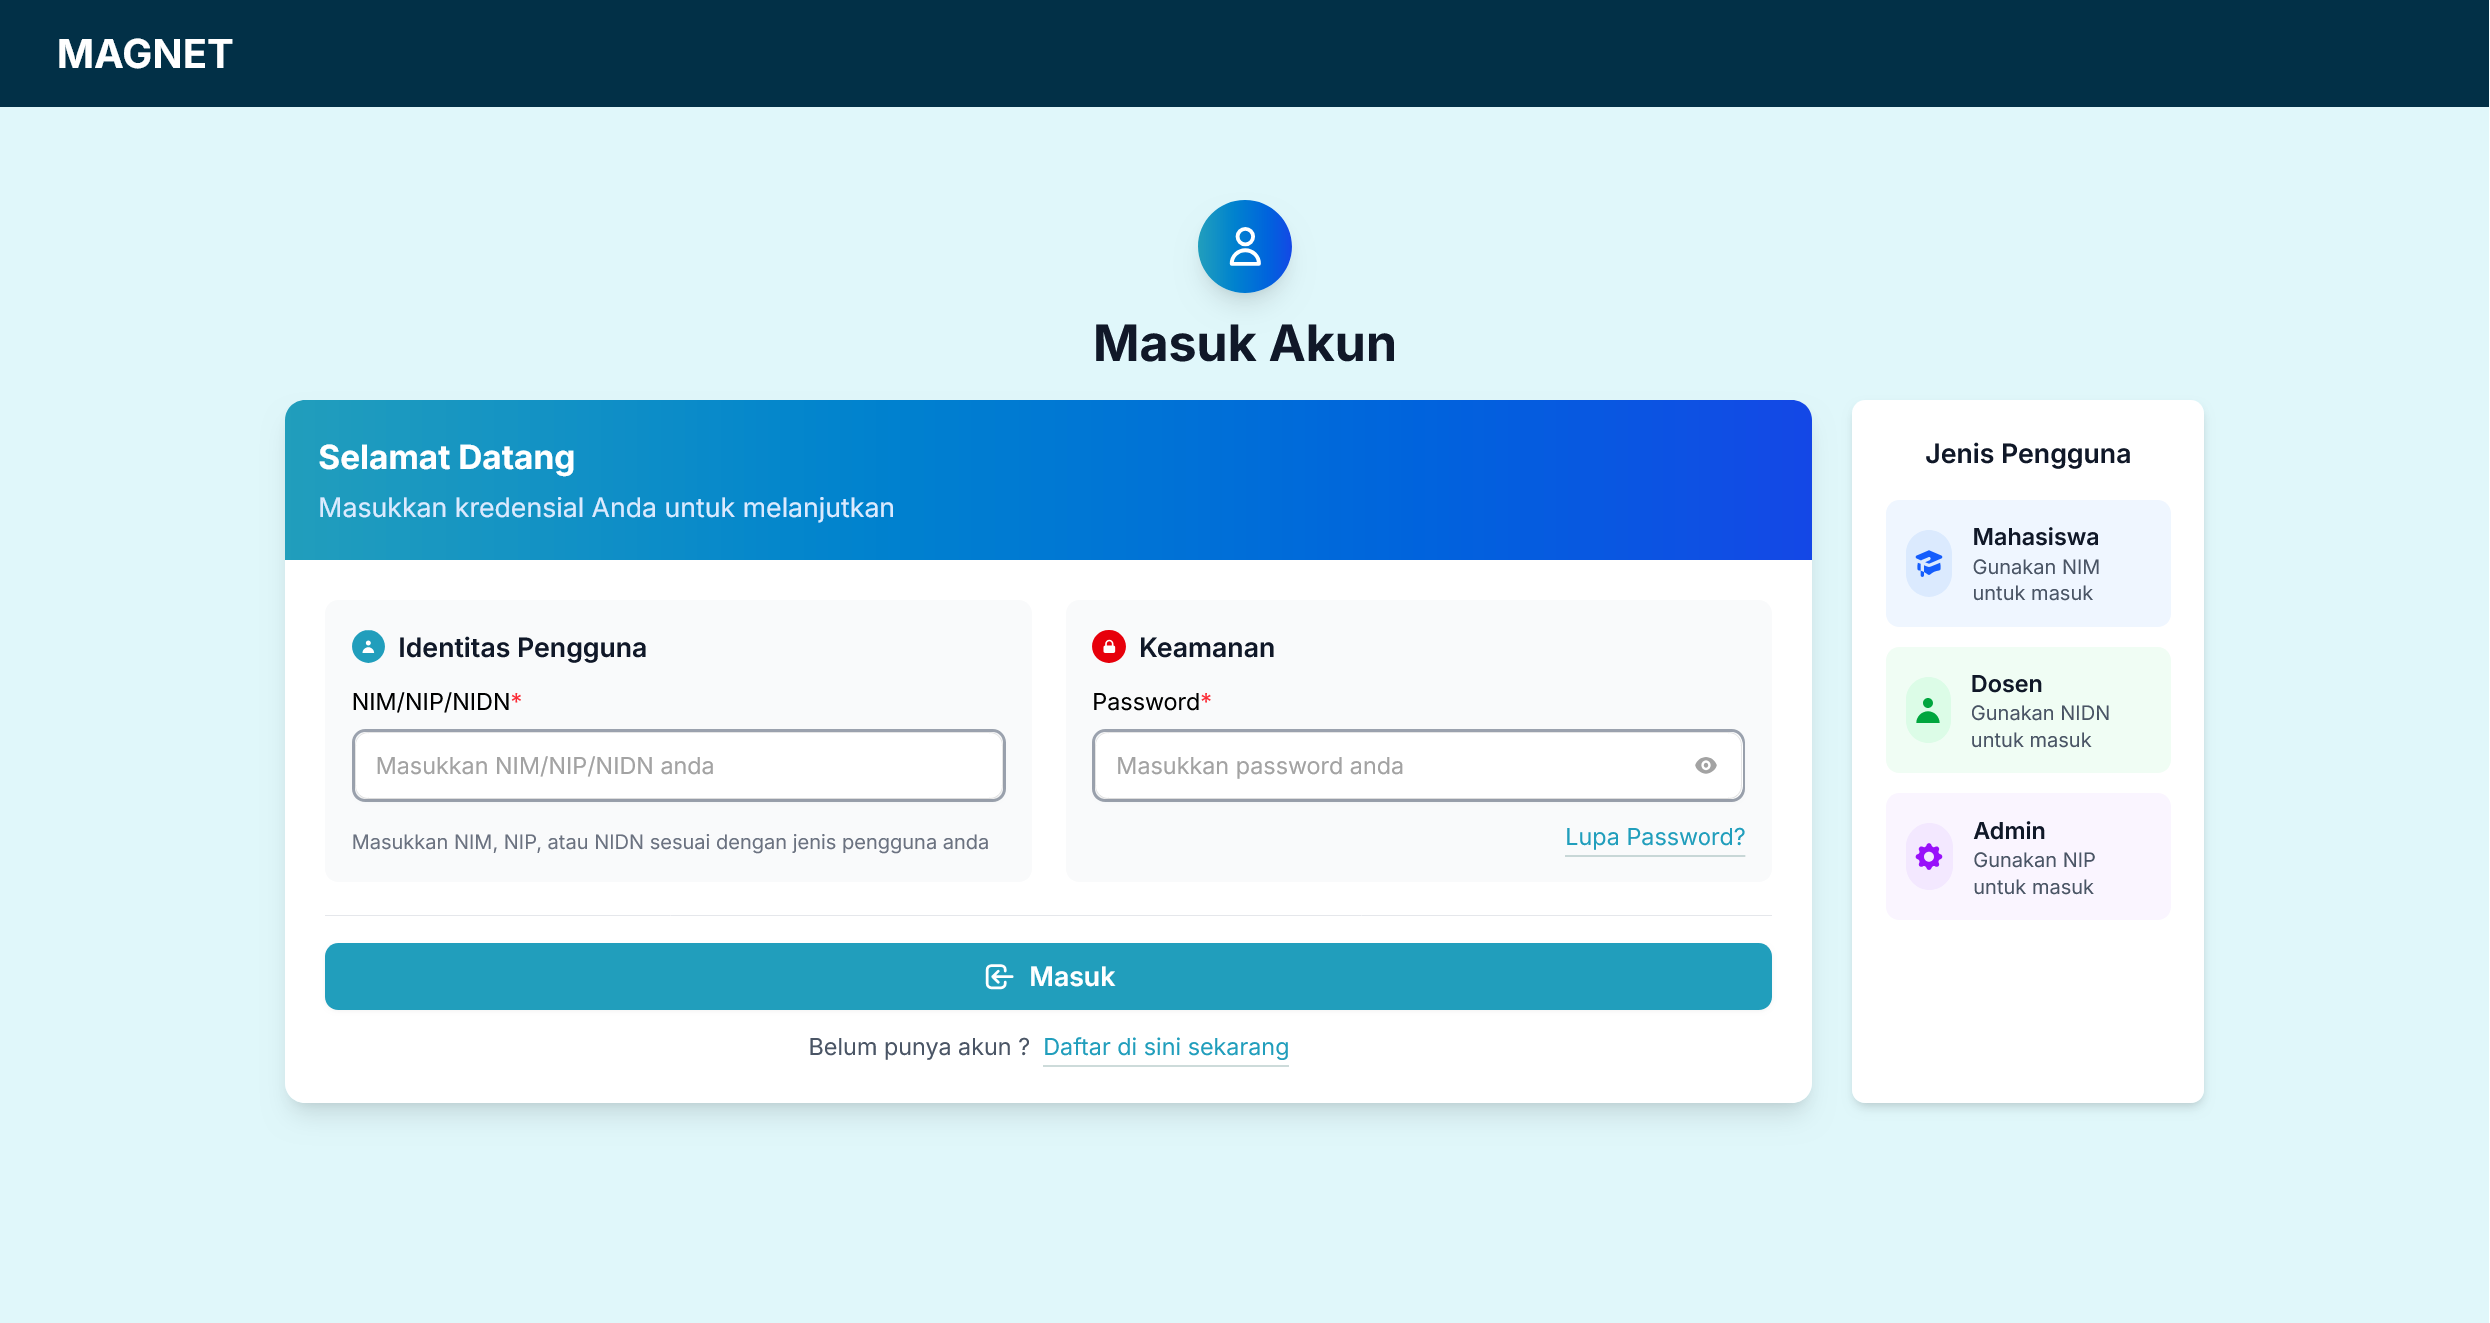 MAGNET
Masuk Akun
Selamat Datang
Masukkan kredensial Anda untuk melanjutkan
Identitas Pengguna
NIM/NIP/NIDN*
Masukkan NIM/NIP/NIDN anda
Masukkan NIM, NIP, atau NIDN sesuai dengan jenis pengguna anda
Keamanan
Password*
Masukkan password anda
Lupa Password?
Masuk
Belum punya akun ? Daftar di sini sekarang
Jenis Pengguna
Mahasiswa
Gunakan NIM
untuk masuk
Dosen
Gunakan NIDN
untuk masuk
Admin
Gunakan NIP
untuk masuk